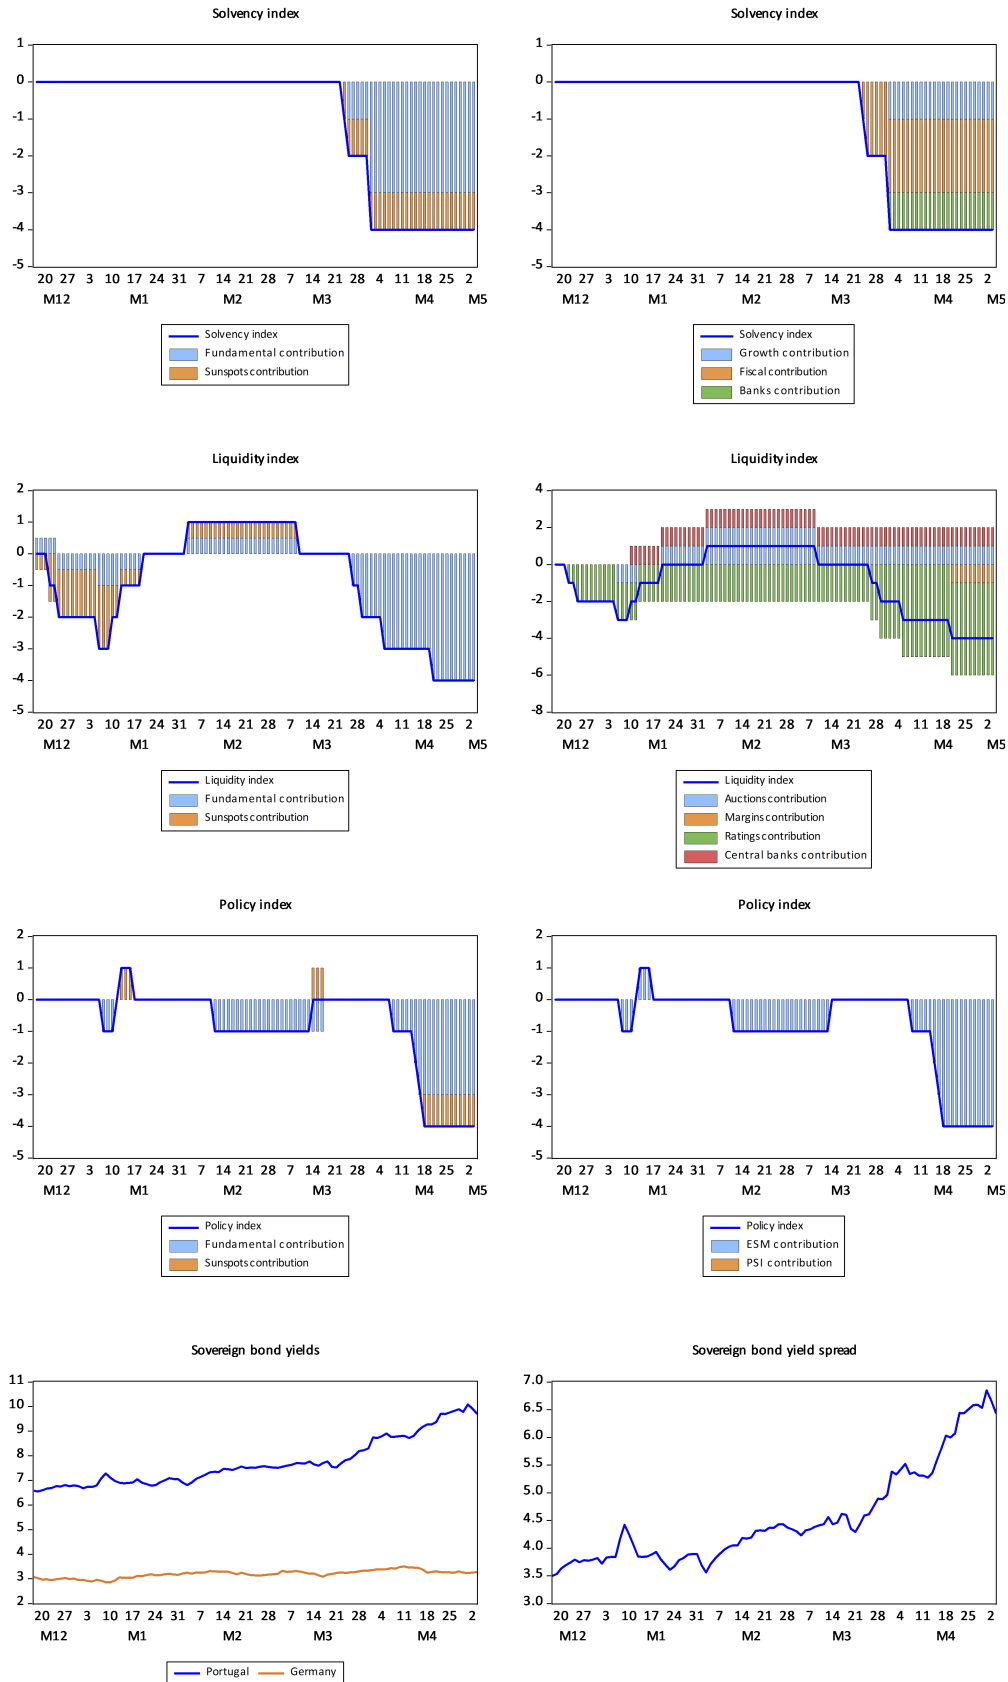 Solvency index
Solvency index
1
0
-1
-2
-3
-4
-5
20 27 3 10 17 24 31 7 14 21 28 7 14 21 28 4 11 18 25 2
M12 M1 M2 M3 M4 M5
Solvency index
Fundamental contribution
Sunspots contribution
1
0
-1
-2
-3
-4
-5
20 27 3 10 17 24 31 7 14 21 28 7 14 21 28 4 11 18 25 2
M12 M1 M2 M3 M4 M5
Solvency index
Growth contribution
Fiscal contribution
Banks contribution
Liquidity index
Liquidity index
2
1
0
-1
-2
-3
-4
-5
20 27 3 10 17 24 31 7 14 21 28 7 14 21 28 4 11 18 25 2
M12 M1 M2 M3 M4 M5
Liquidity index
Fundamental contribution
Sunspots contribution
4
2
0
-2
-4
-6
-8
20 27 3 10 17 24 31 7 14 21 28 7 14 21 28 4 11 18 25 2
M12 M1 M2 M3 M4 M5
Liquidity index
Auctions contribution
Margins contribution
Ratings contribution
Central banks contribution
Policy index
Policy index
2
1
0
-1
-2
-3
-4
-5
20 27 3 10 17 24 31 7 14 21 28 7 14 21 28 4 11 18 25 2
M12 M1 M2 M3 M4 M5
Policy index
Fundamental contribution
Sunspots contribution
2
1
0
-1
-2
-3
-4
-5
20 27 3 10 17 24 31 7 14 21 28 7 14 21 28 4 11 18 25 2
M12 M1 M2 M3 M4 M5
Policy index
ESM contribution
PSI contribution
Sovereign bond yields
Sovereign bond yield spread
11
10
9
8
7
6
5
4
3
2
20 27 3 10 17 24 31 7 14 21 28 7 14 21 28 4 11 18 25 2
M12 M1 M2 M3 M4
Portugal Germany
7.0
6.5
6.0
5.5
5.0
4.5
4.0
3.5
3.0
20 27 3 10 17 24 31 7 14 21 28 7 14 21 28 4 11 18 25 2
M12 M1 M2 M3 M4